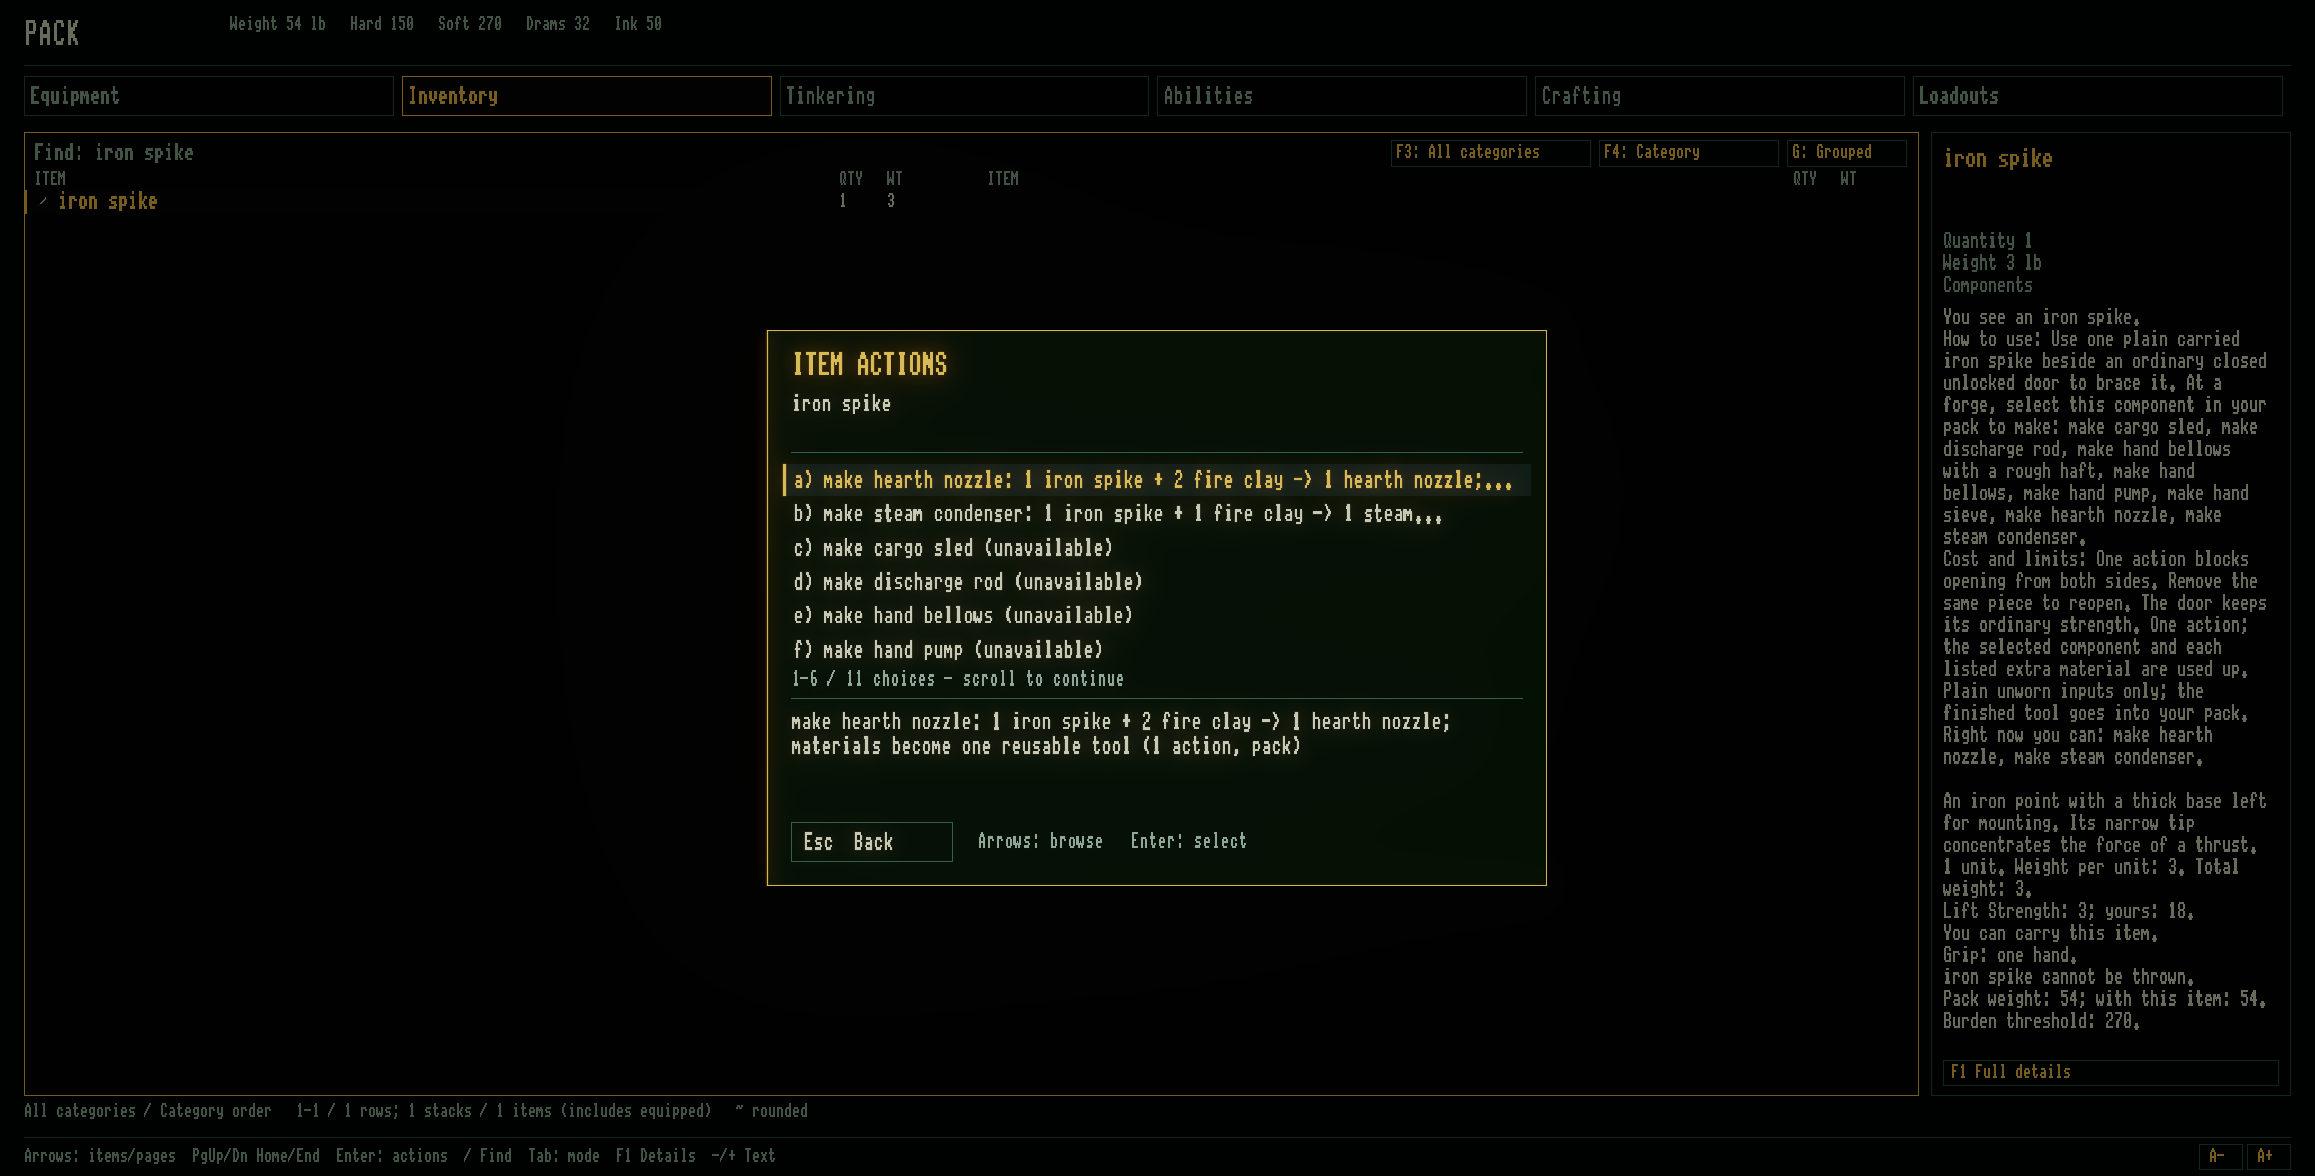 PACK
Weight 54 lb Hard 150 Soft 270 Drams 32 Ink 50
Equipment
Inventory
Tinkering
Abilities
Crafting
Loadouts
Find: iron spike
F3: All categories
F4: Category
G: Grouped
ITEM QTY WT ITEM QTY WT
iron spike 1 3
ITEM ACTIONS
iron spike
a) make hearth nozzle: 1 iron spike + 2 fire clay -> 1 hearth nozzle;...
b) make steam condenser: 1 iron spike + 1 fire clay -> 1 steam...
c) make cargo sled (unavailable)
d) make discharge rod (unavailable)
e) make hand bellows (unavailable)
f) make hand pump (unavailable)
1-6 / 11 choices - scroll to continue
make hearth nozzle: 1 iron spike + 2 fire clay -> 1 hearth nozzle;
materials become one reusable tool (1 action, pack)
Esc Back
Arrows: browse Enter: select
iron spike
Quantity 1
Weight 3 lb
Components
You see an iron spike.
How to use: Use one plain carried
iron spike beside an ordinary closed
unlocked door to brace it. At a
forge, select this component in your
pack to make: make cargo sled, make
discharge rod, make hand bellows
with a rough haft, make hand
bellows, make hand pump, make hand
sieve, make hearth nozzle, make
steam condenser.
Cost and limits: One action blocks
opening from both sides. Remove the
same piece to reopen. The door keeps
its ordinary strength. One action;
the selected component and each
listed extra material are used up.
Plain unworn inputs only; the
finished tool goes into your pack.
Right now you can: make hearth
nozzle, make steam condenser.
An iron point with a thick base left
for mounting. Its narrow tip
concentrates the force of a thrust.
1 unit. Weight per unit: 3. Total
weight: 3.
Lift Strength: 3; yours: 18.
You can carry this item.
Grip: one hand.
iron spike cannot be thrown.
Pack weight: 54; with this item: 54.
Burden threshold: 270.
F1 Full details
All categories / Category order 1-1 / 1 rows; 1 stacks / 1 items (includes equipped) ~ rounded
Arrows: items/pages PgUp/Dn Home/End Enter: actions / Find Tab: mode F1 Details -/+ Text
A- A+